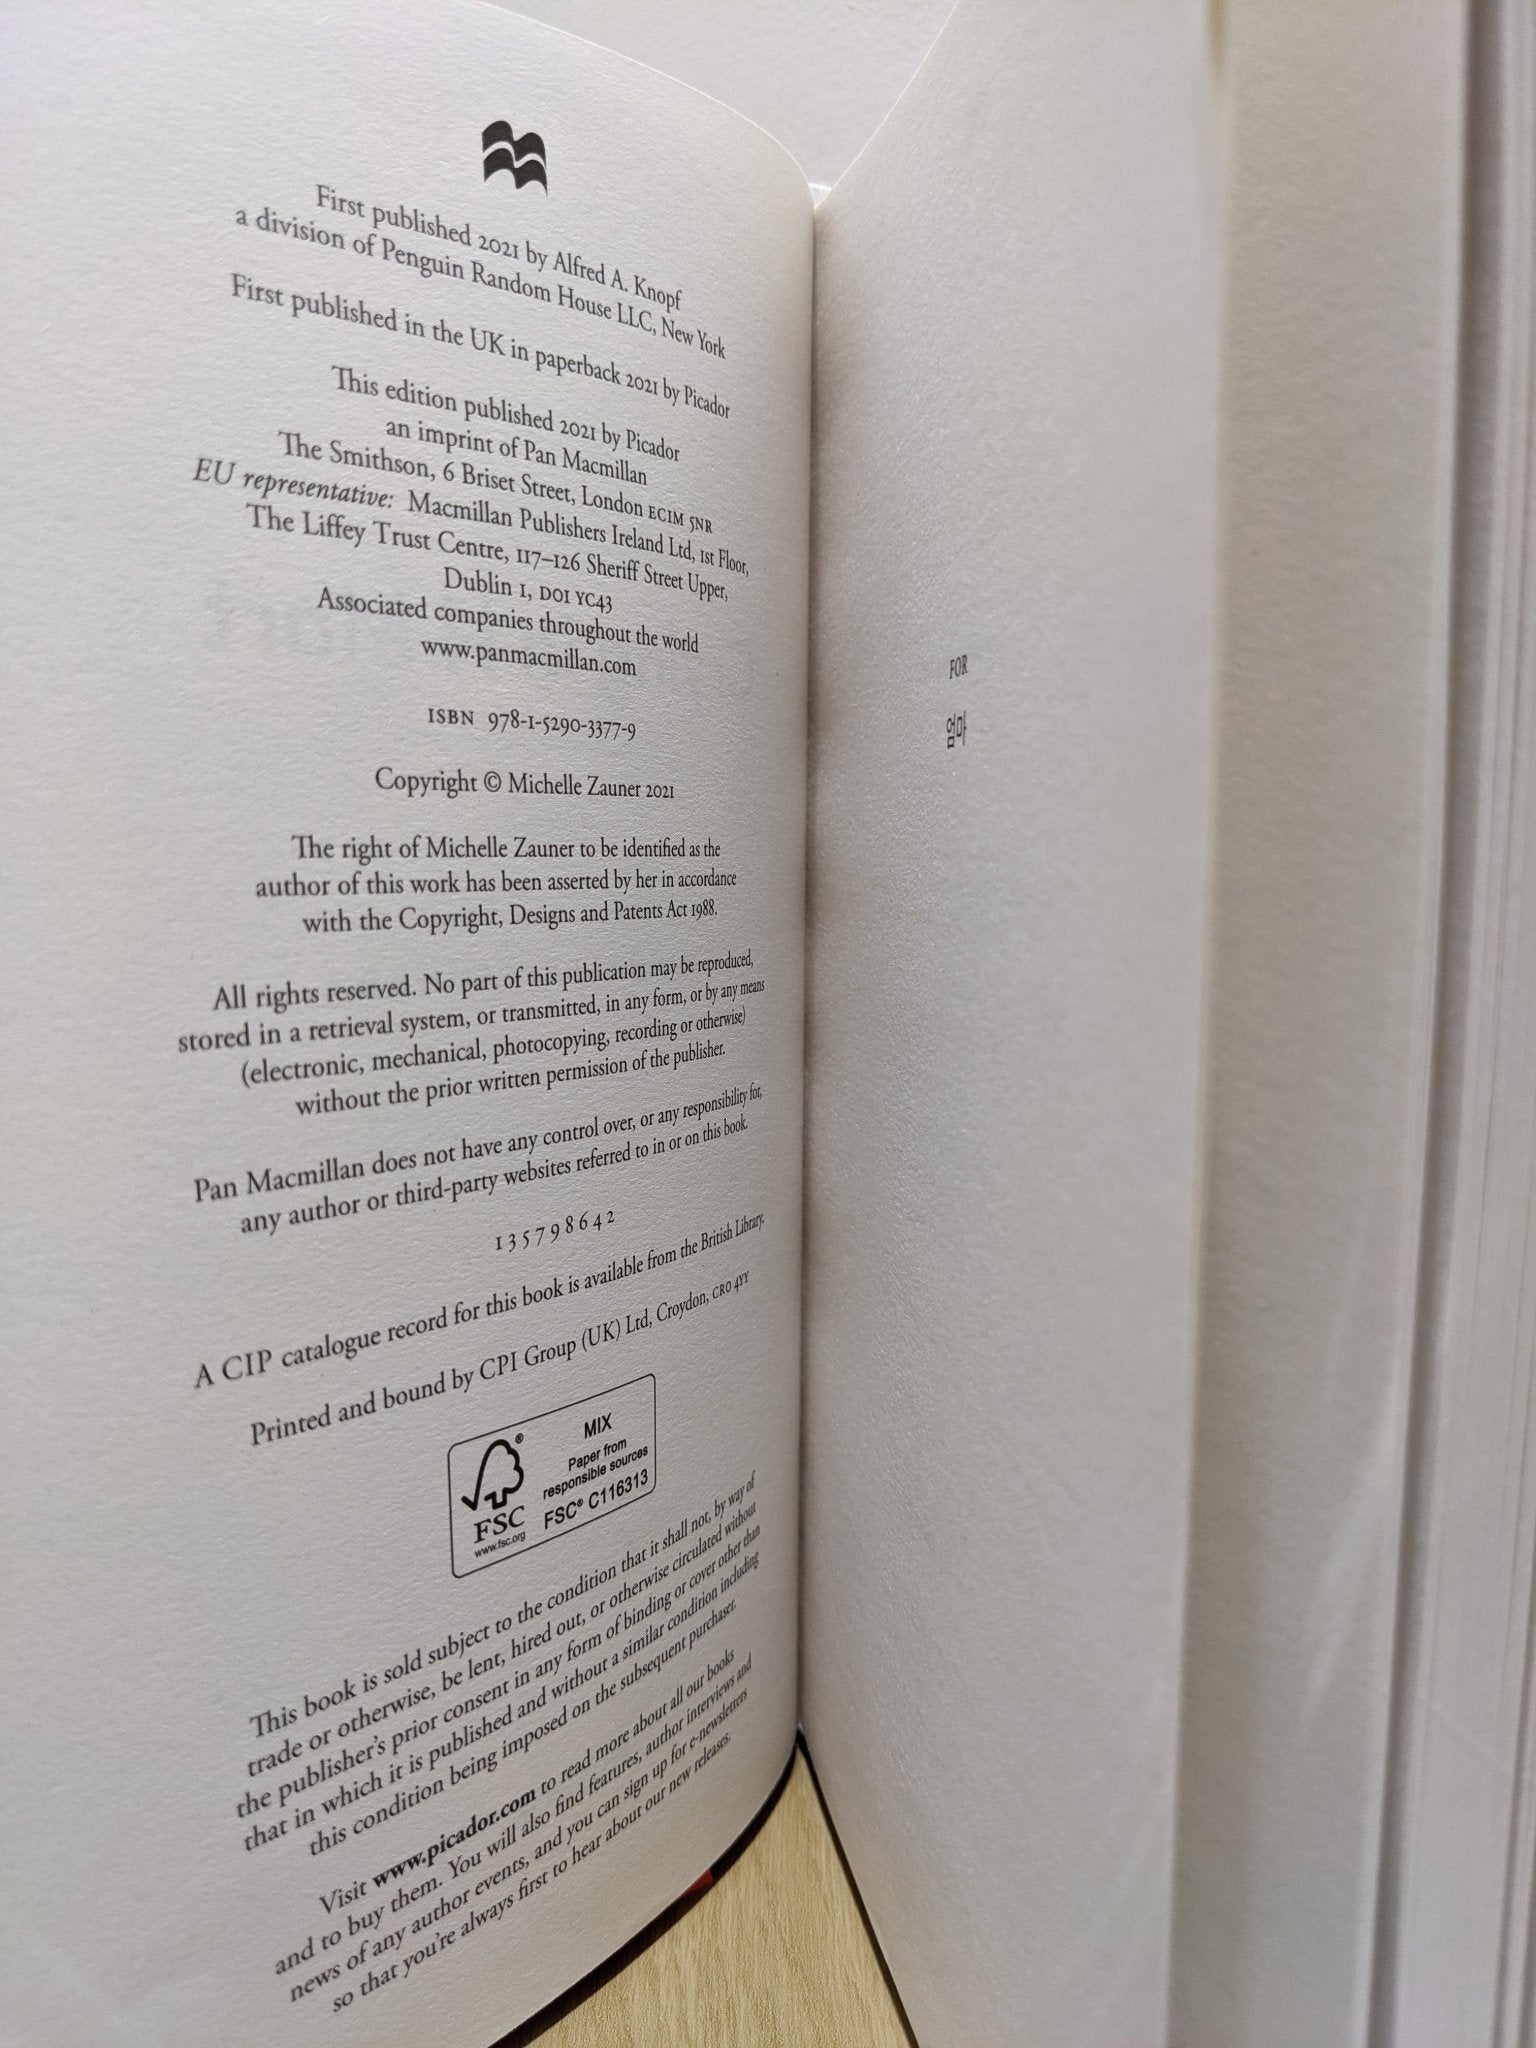 First published 2021 by Alfred A. Knopf
a division of Penguin Random House LLC, New York
First published in the UK in paperback 2021 by Picador
This edition published 2021 by Picador
an imprint of Pan Macmillan
The Smithson, 6 Briset Street, London EC1M 5NR
EU representative: Macmillan Publishers Ireland Ltd, 1st Floor,
The Liffey Trust Centre, 117–126 Sheriff Street Upper,
Dublin 1, D01 YC43
Associated companies throughout the world
www.panmacmillan.com
ISBN 978-1-5290-3377-9
Copyright © Michelle Zauner 2021
The right of Michelle Zauner to be identified as the
author of this work has been asserted by her in accordance
with the Copyright, Designs and Patents Act 1988.
All rights reserved. No part of this publication may be reproduced,
stored in a retrieval system, or transmitted, in any form, or by any means
(electronic, mechanical, photocopying, recording or otherwise)
without the prior written permission of the publisher.
Pan Macmillan does not have any control over, or any responsibility for,
any author or third-party websites referred to in or on this book.
1 3 5 7 9 8 6 4 2
A CIP catalogue record for this book is available from the British Library.
Printed and bound by CPI Group (UK) Ltd, Croydon, CR0 4YY
FSC
www.fsc.org
MIX
Paper from
responsible sources
FSC® C116313
This book is sold subject to the condition that it shall not, by way of
trade or otherwise, be lent, hired out, or otherwise circulated without
the publisher's prior consent in any form of binding or cover other than
that in which it is published and without a similar condition including
this condition being imposed on the subsequent purchaser.
Visit www.picador.com to read more about all our books
and to buy them. You will also find features, author interviews and
news of any author events, and you can sign up for e-newsletters
so that you're always first to hear about our new releases.
FOR
엄마